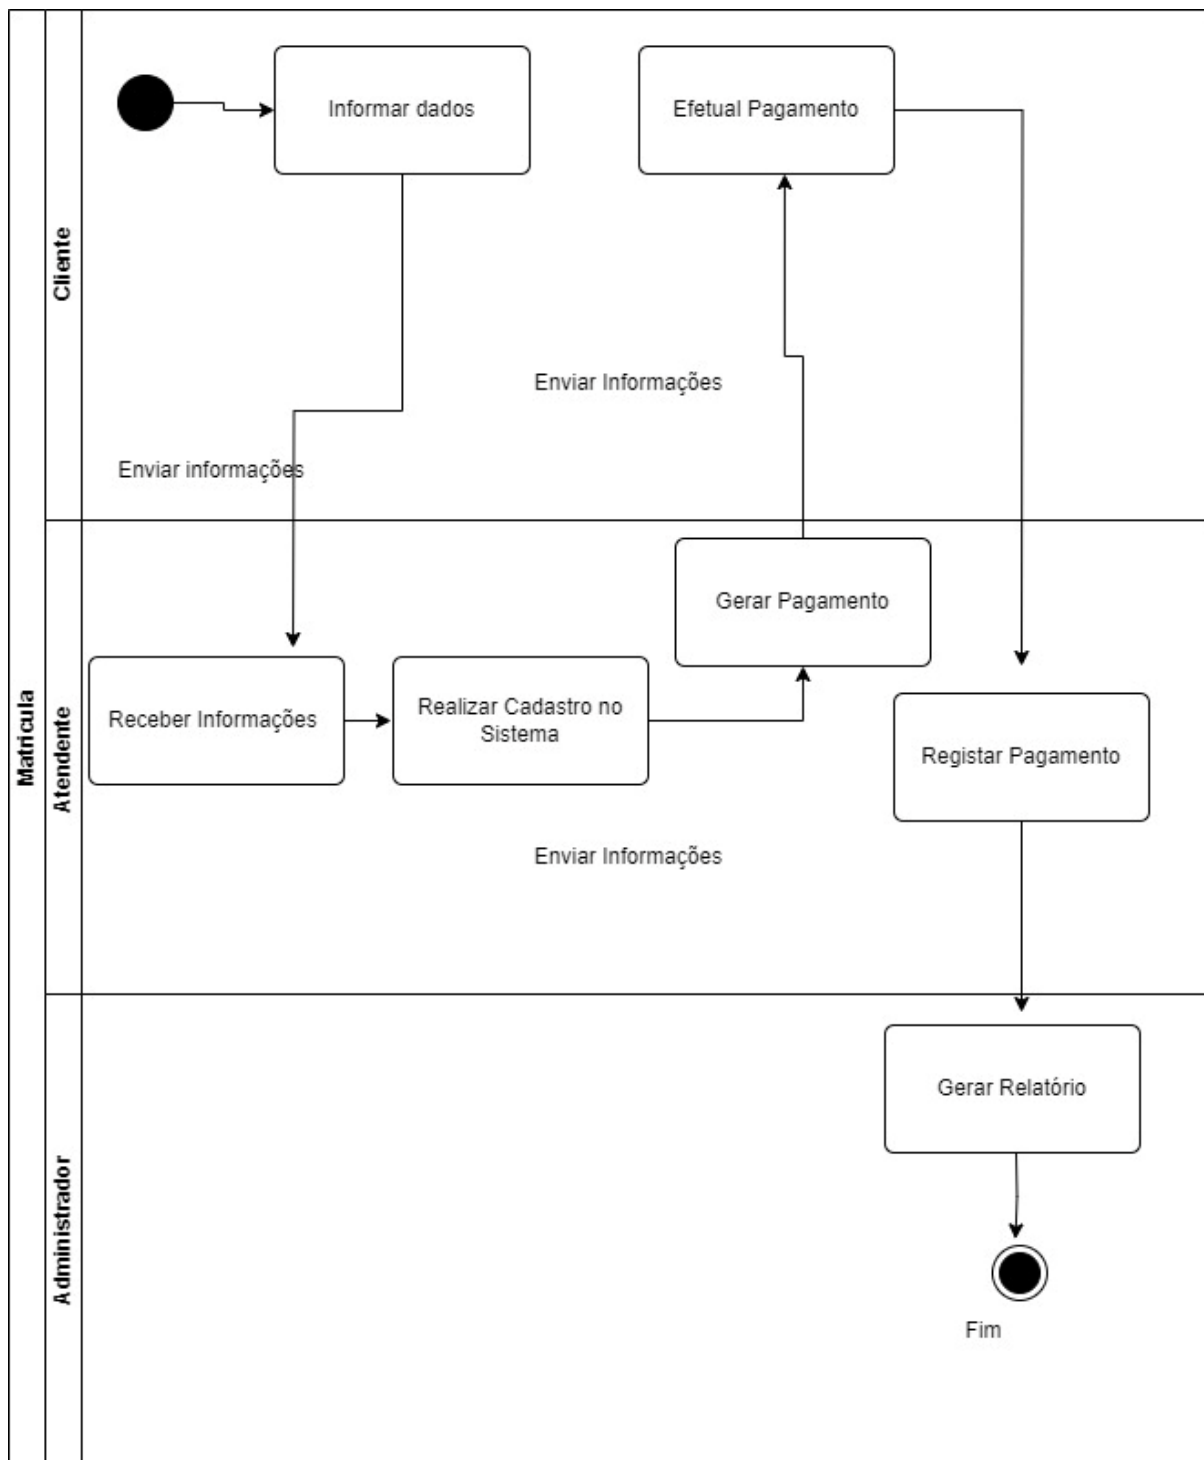 Matricula
Cliente
Informar dados
Efetual Pagamento
Enviar Informações
Enviar informações
Atendente
Gerar Pagamento
Receber Informações
Realizar Cadastro no
Sistema
Registar Pagamento
Enviar Informações
Administrador
Gerar Relatório
Fim